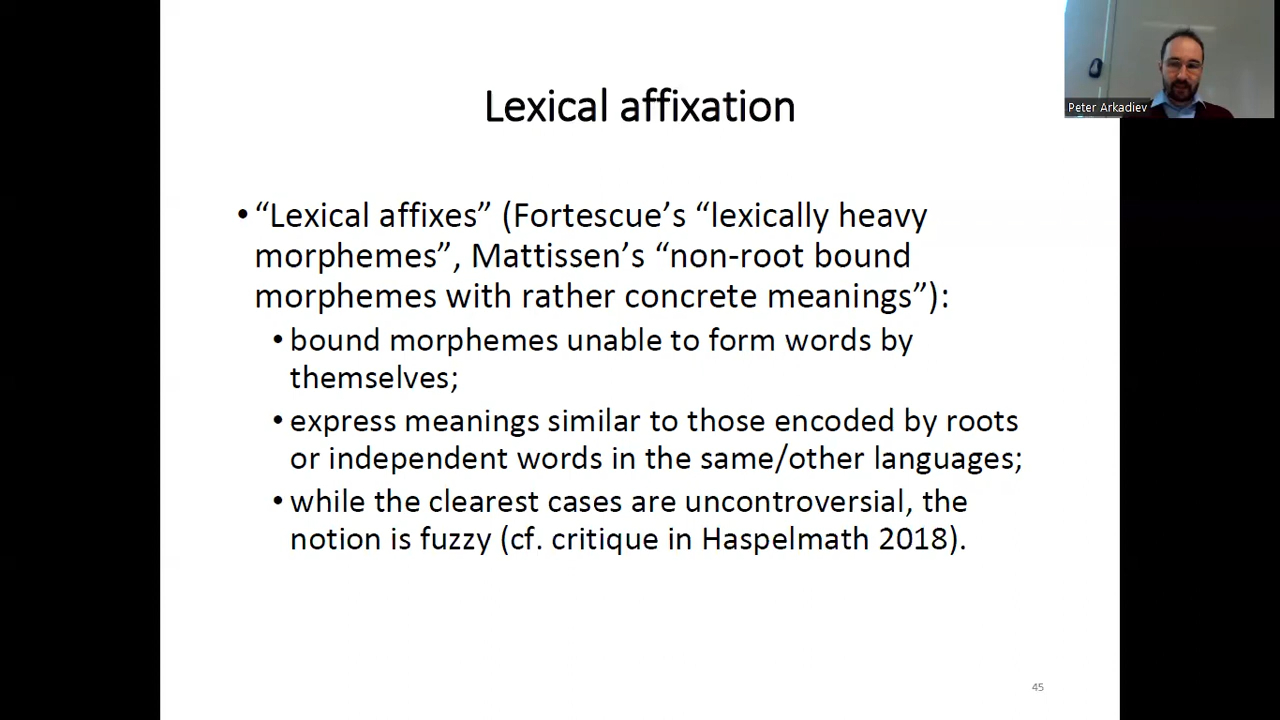 Lexical affixation
Peter Arkadiev
• “Lexical affixes” (Fortescue’s “lexically heavy
morphemes”, Mattissen’s “non-root bound
morphemes with rather concrete meanings”):
• bound morphemes unable to form words by
themselves;
• express meanings similar to those encoded by roots
or independent words in the same/other languages;
• while the clearest cases are uncontroversial, the
notion is fuzzy (cf. critique in Haspelmath 2018).
45